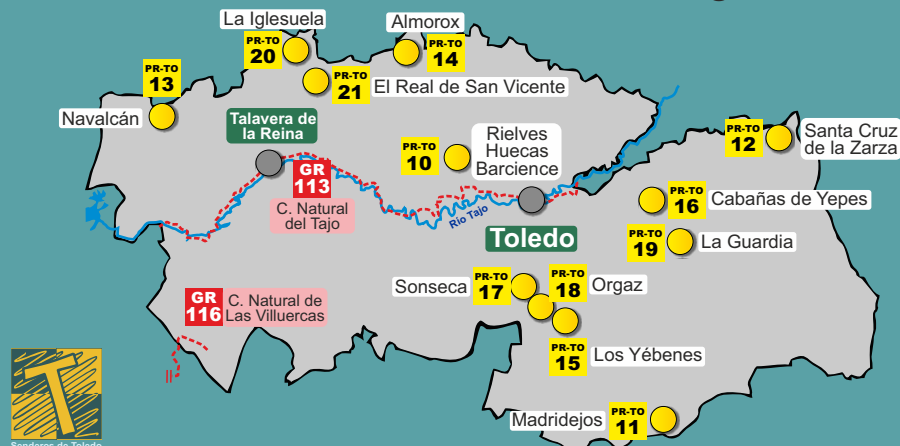 La Iglesuela
PR-TO
20
Almorox
PR-TO
14
PR-TO
13
Navalcán
PR-TO
21
El Real de San Vicente
Talavera de
la Reina
PR-TO
10
Rielves
Huecas
Barcience
PR-TO
12
Santa Cruz
de la Zarza
GR
113
C. Natural
del Tajo
Río Tajo
Toledo
PR-TO
16
Cabañas de Yepes
PR-TO
19
La Guardia
Sonseca
PR-TO
17
PR-TO
18
Orgaz
GR
116
C. Natural de
Las Villuercas
PR-TO
15
Los Yébenes
Madridejos
PR-TO
11
T
Senderos de Toledo